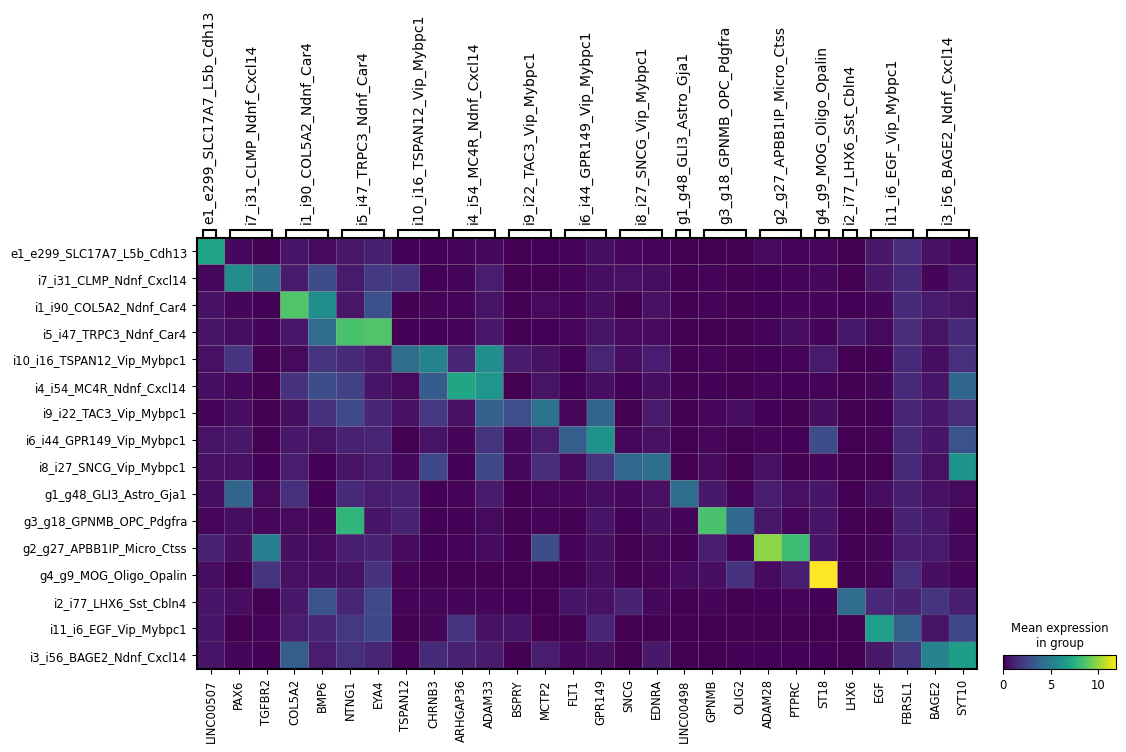 e1_e299_SLC17A7_L5b_Cdh13
i7_i31_CLMP_Ndnf_Cxcl14
i1_i90_COL5A2_Ndnf_Car4
i5_i47_TRPC3_Ndnf_Car4
i10_i16_TSPAN12_Vip_Mybpc1
i4_i54_MC4R_Ndnf_Cxcl14
i9_i22_TAC3_Vip_Mybpc1
i6_i44_GPR149_Vip_Mybpc1
i8_i27_SNCG_Vip_Mybpc1
g1_g48_GLI3_Astro_Gja1
g3_g18_GPNMB_OPC_Pdgfra
g2_g27_APBB1IP_Micro_Ctss
g4_g9_MOG_Oligo_Opalin
i2_i77_LHX6_Sst_Cbln4
i11_i6_EGF_Vip_Mybpc1
i3_i56_BAGE2_Ndnf_Cxcl14
e1_e299_SLC17A7_L5b_Cdh13
i7_i31_CLMP_Ndnf_Cxcl14
i1_i90_COL5A2_Ndnf_Car4
i5_i47_TRPC3_Ndnf_Car4
i10_i16_TSPAN12_Vip_Mybpc1
i4_i54_MC4R_Ndnf_Cxcl14
i9_i22_TAC3_Vip_Mybpc1
i6_i44_GPR149_Vip_Mybpc1
i8_i27_SNCG_Vip_Mybpc1
g1_g48_GLI3_Astro_Gja1
g3_g18_GPNMB_OPC_Pdgfra
g2_g27_APBB1IP_Micro_Ctss
g4_g9_MOG_Oligo_Opalin
i2_i77_LHX6_Sst_Cbln4
i11_i6_EGF_Vip_Mybpc1
i3_i56_BAGE2_Ndnf_Cxcl14
LINC00507
PAX6
TGFBR2
COL5A2
BMP6
NTNG1
EYA4
TSPAN12
CHRNB3
ARHGAP36
ADAM33
BSPRY
MCTP2
FLT1
GPR149
SNCG
EDNRA
LINC00498
GPNMB
OLIG2
ADAM28
PTPRC
ST18
LHX6
EGF
FBRSL1
BAGE2
SYT10
Mean expression
in group
0 5 10